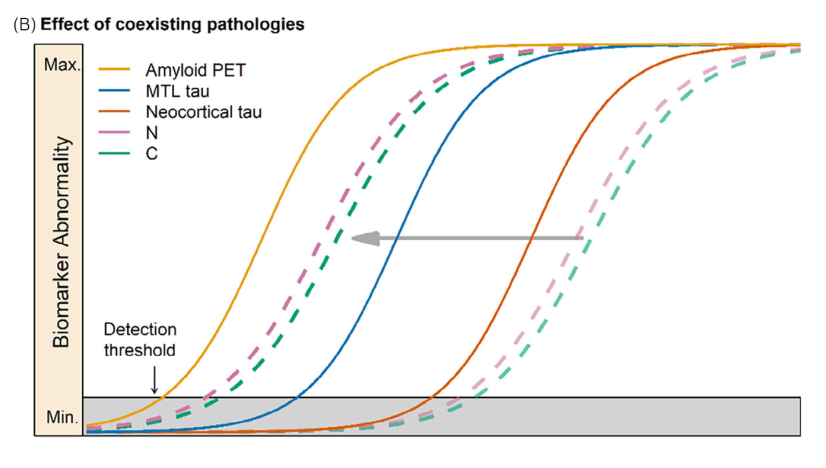 (B) Effect of coexisting pathologies
Max.
Amyloid PET
MTL tau
Neocortical tau
N
C
Biomarker Abnormality
Detection
threshold
Min.